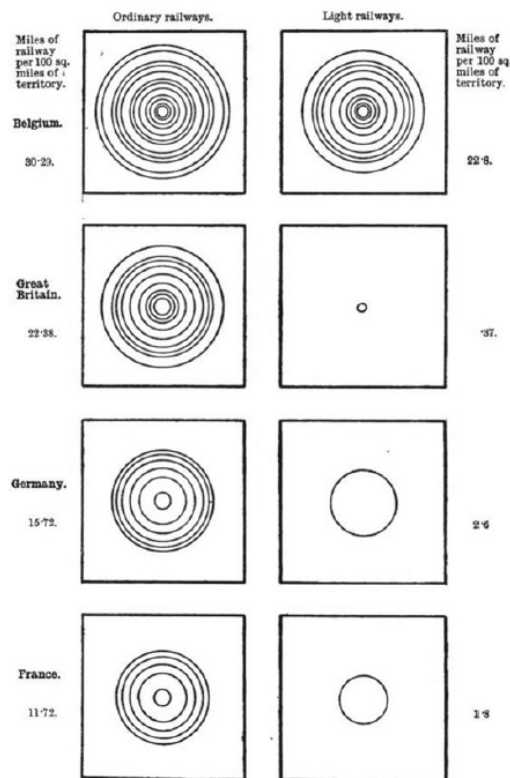 Ordinary railways.
Light railways.
Miles of
railway
per 100 sq.
miles of
territory.
Miles of
railway
per 100 sq.
miles of
territory.
Belgium.
30·29.
22·8.
Great
Britain.
22·38.
·37.
Germany.
15·72.
2·6
France.
11·72.
1·8